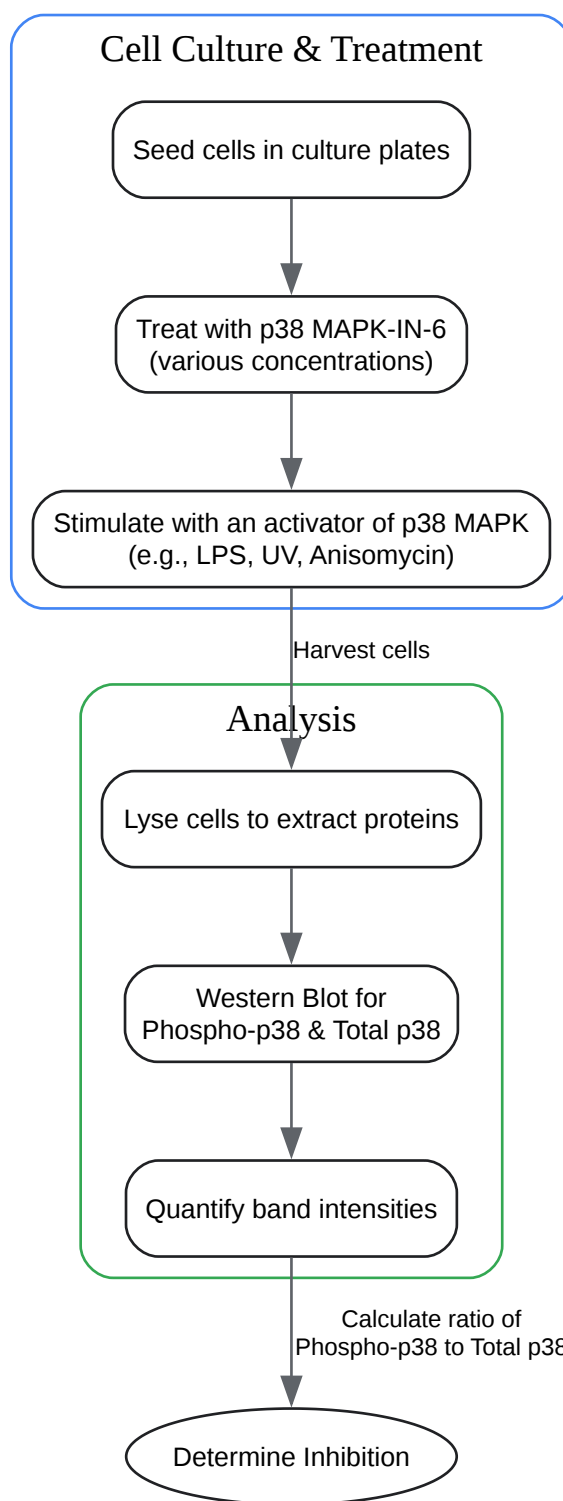 Cell Culture & Treatment
Seed cells in culture plates
Treat with p38 MAPK-IN-6
(various concentrations)
Stimulate with an activator of p38 MAPK
(e.g., LPS, UV, Anisomycin)
Harvest cells
Analysis
Lyse cells to extract proteins
Western Blot for
Phospho-p38 & Total p38
Quantify band intensities
Calculate ratio of
Phospho-p38 to Total p38
Determine Inhibition